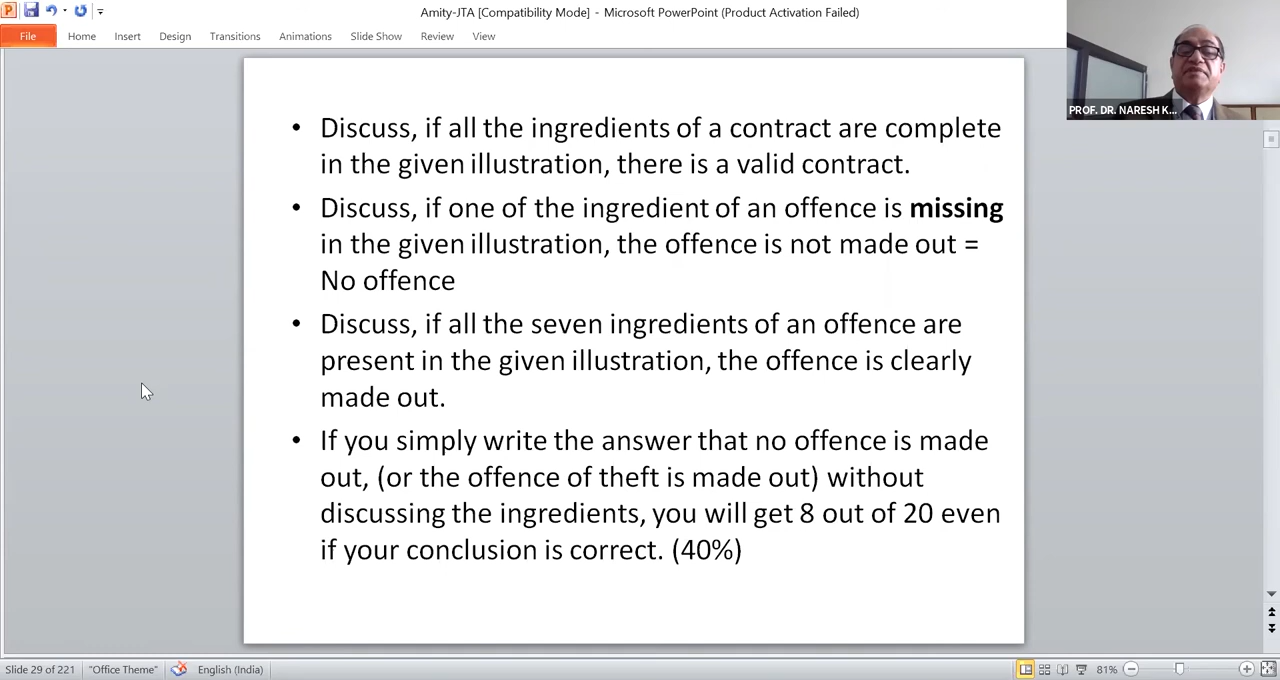 Amity-JTA [Compatibility Mode] - Microsoft PowerPoint (Product Activation Failed)
File Home Insert Design Transitions Animations Slide Show Review View
PROF. DR. NARESH K...
• Discuss, if all the ingredients of a contract are complete
in the given illustration, there is a valid contract.
• Discuss, if one of the ingredient of an offence is missing
in the given illustration, the offence is not made out =
No offence
• Discuss, if all the seven ingredients of an offence are
present in the given illustration, the offence is clearly
made out.
• If you simply write the answer that no offence is made
out, (or the offence of theft is made out) without
discussing the ingredients, you will get 8 out of 20 even
if your conclusion is correct. (40%)
Slide 29 of 221 "Office Theme" English (India) 81%